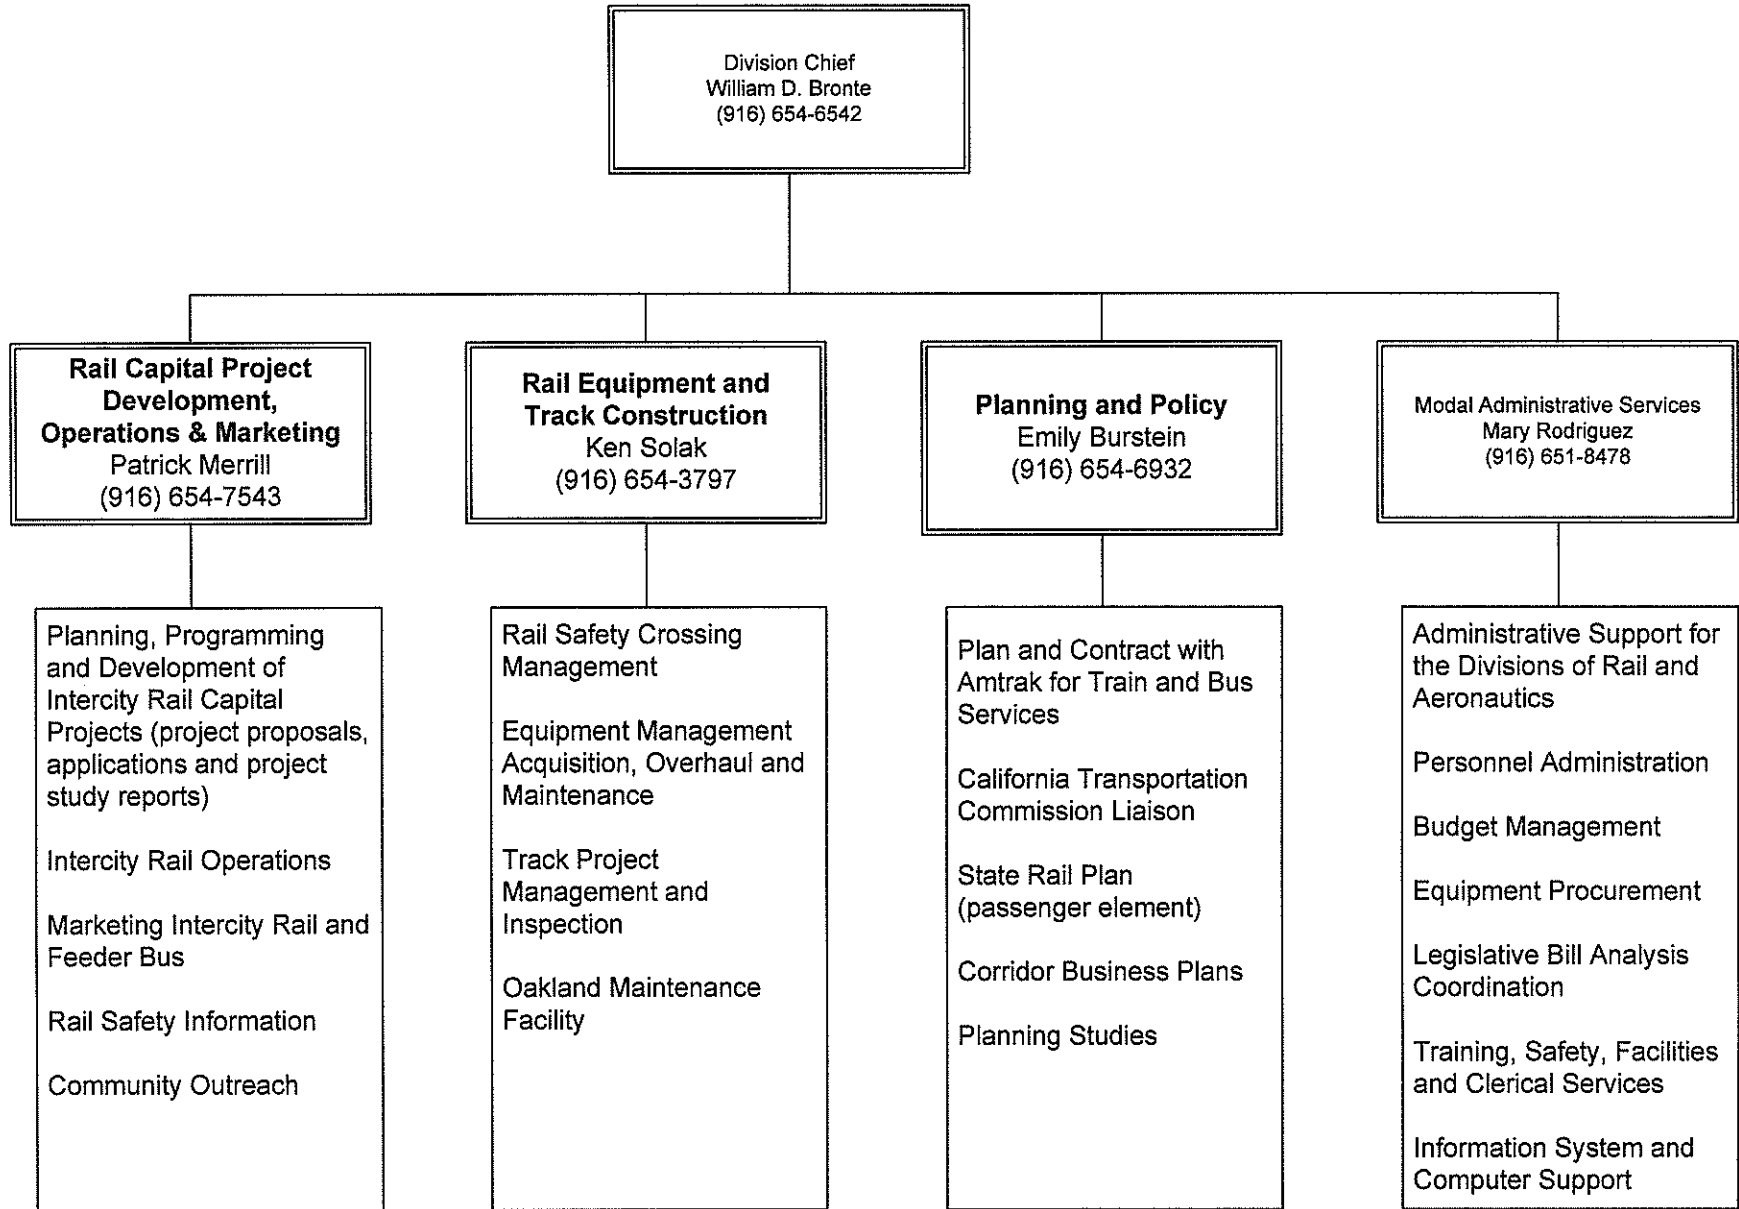 Division Chief
William D. Bronte
(916) 654-6542
Rail Capital Project
Development,
Operations & Marketing
Patrick Merrill
(916) 654-7543
Rail Equipment and
Track Construction
Ken Solak
(916) 654-3797
Planning and Policy
Emily Burstein
(916) 654-6932
Modal Administrative Services
Mary Rodriguez
(916) 651-8478
Planning, Programming
and Development of
Intercity Rail Capital
Projects (project proposals,
applications and project
study reports)
Intercity Rail Operations
Marketing Intercity Rail and
Feeder Bus
Rail Safety Information
Community Outreach
Rail Safety Crossing
Management
Equipment Management
Acquisition, Overhaul and
Maintenance
Track Project
Management and
Inspection
Oakland Maintenance
Facility
Plan and Contract with
Amtrak for Train and Bus
Services
California Transportation
Commission Liaison
State Rail Plan
(passenger element)
Corridor Business Plans
Planning Studies
Administrative Support for
the Divisions of Rail and
Aeronautics
Personnel Administration
Budget Management
Equipment Procurement
Legislative Bill Analysis
Coordination
Training, Safety, Facilities
and Clerical Services
Information System and
Computer Support